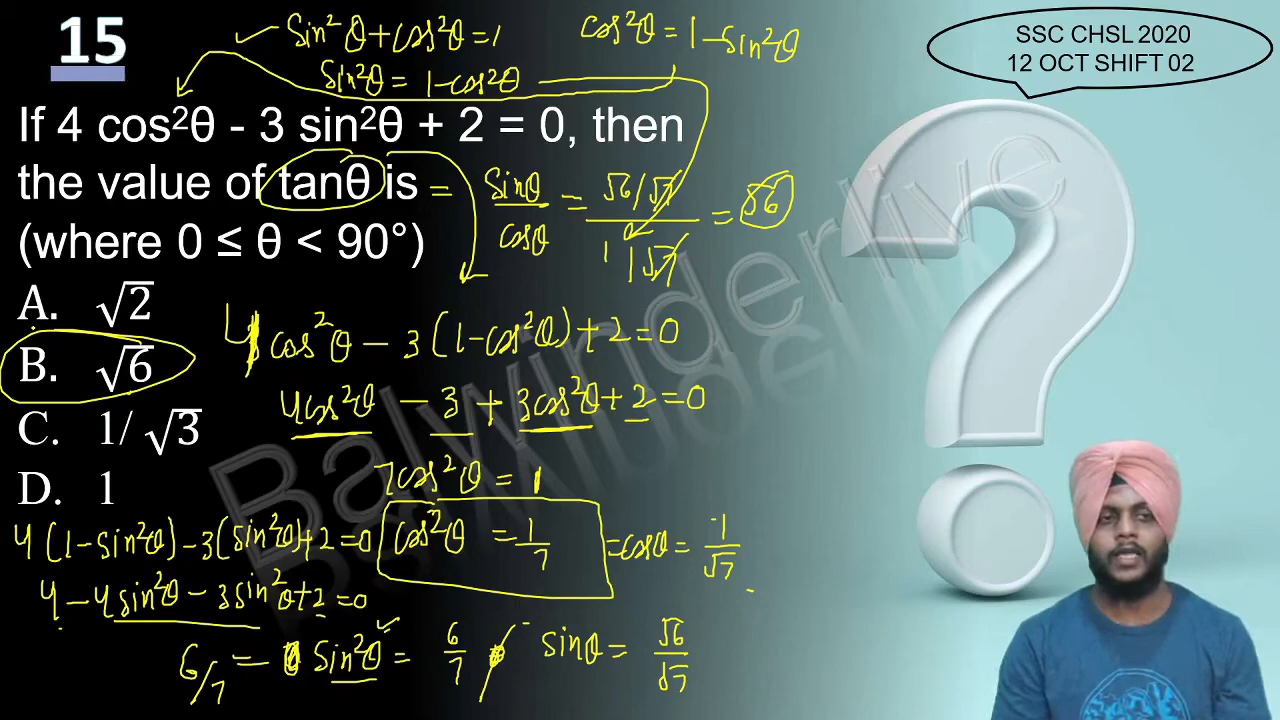 15
SSC CHSL 2020
12 OCT SHIFT 02
sin²θ+cos²θ=1
cos²θ=1-sin²θ
sin²θ= 1-cos²θ
If 4 cos²θ - 3 sin²θ + 2 = 0, then
the value of tanθ is = sinθ/cosθ = √6/√7 / 1/√7 = √6
(where 0 ≤ θ < 90°)
A. √2
B. √6
C. 1/ √3
D. 1
4cos²θ - 3(1-cos²θ)+2=0
4cos²θ - 3 + 3cos²θ+2=0
7cos²θ = 1
cos²θ = 1/7 = cosθ = 1/√7
4(1-sin²θ)-3(sin²θ)+2=0
4-4sin²θ-3sin²θ+2=0
6/7 = sin²θ = 6/7 sinθ = √6/√7
Balwinderlive